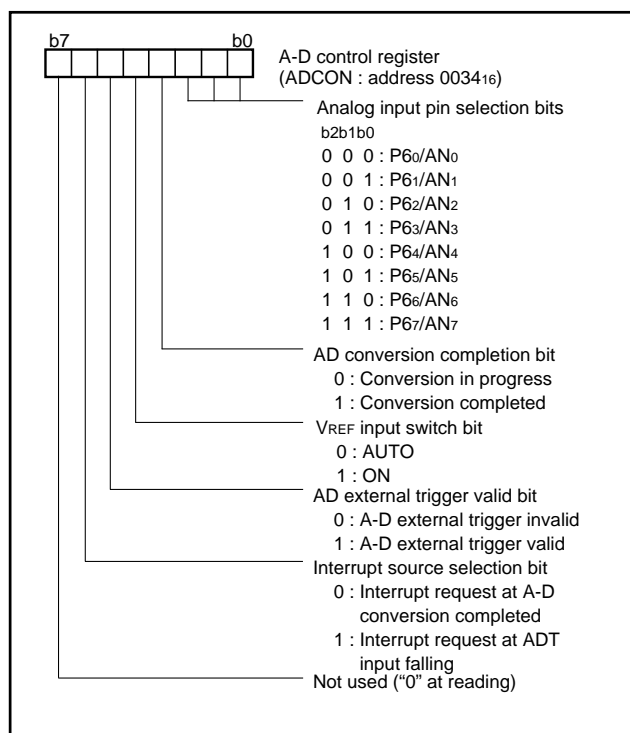 b7 b0
A-D control register
(ADCON : address 003416)
Analog input pin selection bits
b2b1b0
0 0 0 : P60/AN0
0 0 1 : P61/AN1
0 1 0 : P62/AN2
0 1 1 : P63/AN3
1 0 0 : P64/AN4
1 0 1 : P65/AN5
1 1 0 : P66/AN6
1 1 1 : P67/AN7
AD conversion completion bit
0 : Conversion in progress
1 : Conversion completed
VREF input switch bit
0 : AUTO
1 : ON
AD external trigger valid bit
0 : A-D external trigger invalid
1 : A-D external trigger valid
Interrupt source selection bit
0 : Interrupt request at A-D
conversion completed
1 : Interrupt request at ADT
input falling
Not used (“0” at reading)